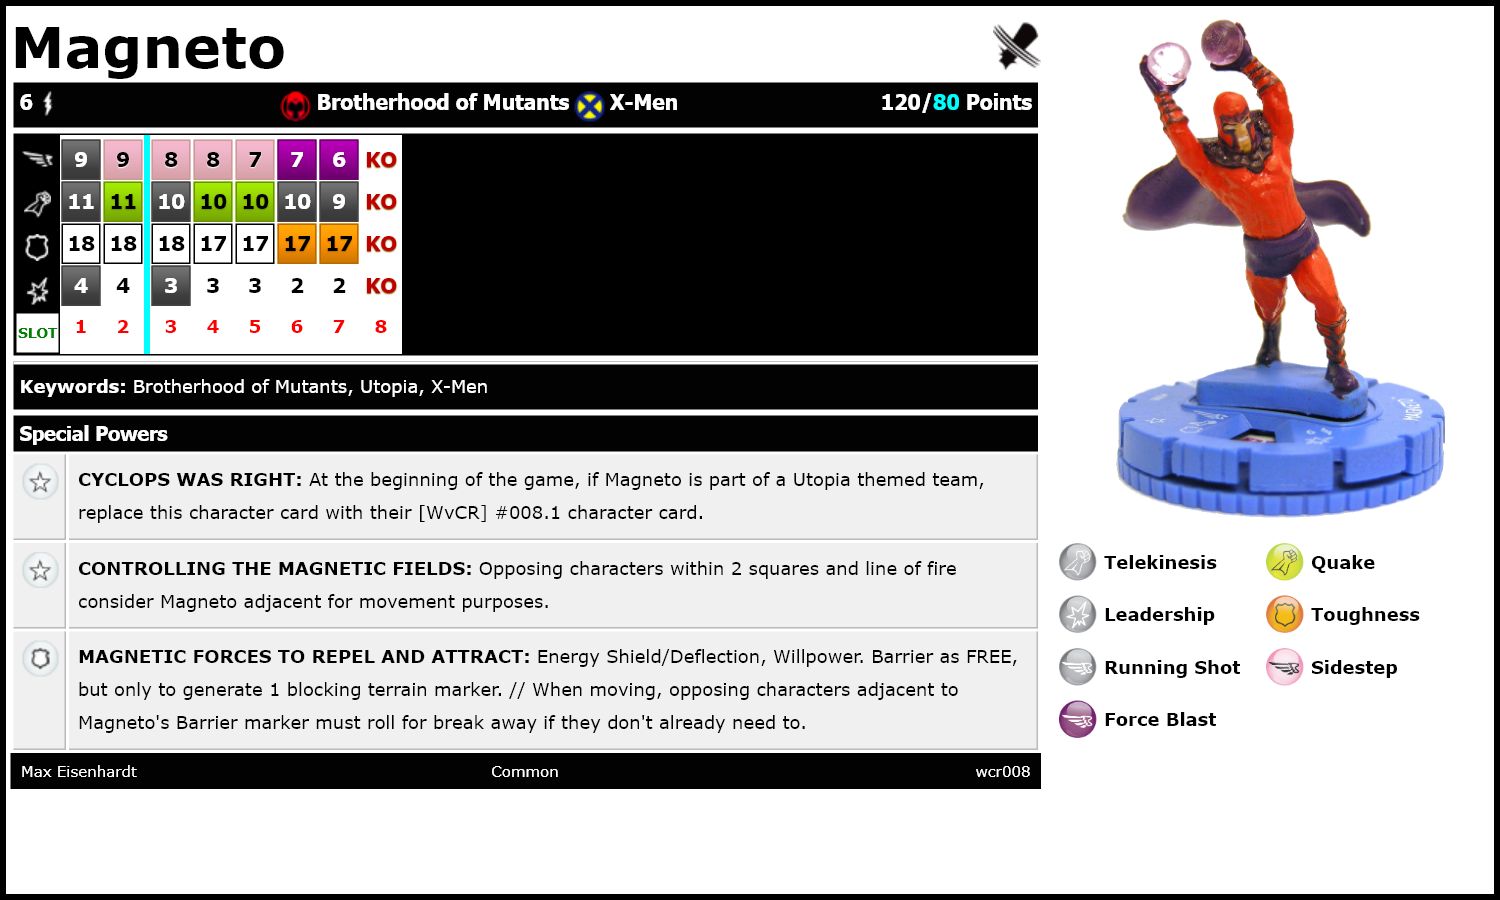 Magneto
6 Brotherhood of Mutants X-Men 120/80 Points
9 9 8 8 7 7 6 KO
11 11 10 10 10 10 9 KO
18 18 18 17 17 17 17 KO
4 4 3 3 3 2 2 KO
SLOT 1 2 3 4 5 6 7 8
Keywords: Brotherhood of Mutants, Utopia, X-Men
Special Powers
CYCLOPS WAS RIGHT: At the beginning of the game, if Magneto is part of a Utopia themed team,
replace this character card with their [WvCR] #008.1 character card.
CONTROLLING THE MAGNETIC FIELDS: Opposing characters within 2 squares and line of fire
consider Magneto adjacent for movement purposes.
MAGNETIC FORCES TO REPEL AND ATTRACT: Energy Shield/Deflection, Willpower. Barrier as FREE,
but only to generate 1 blocking terrain marker. // When moving, opposing characters adjacent to
Magneto's Barrier marker must roll for break away if they don't already need to.
Max Eisenhardt Common wcr008
MAGNETO
Telekinesis Quake
Leadership Toughness
Running Shot Sidestep
Force Blast